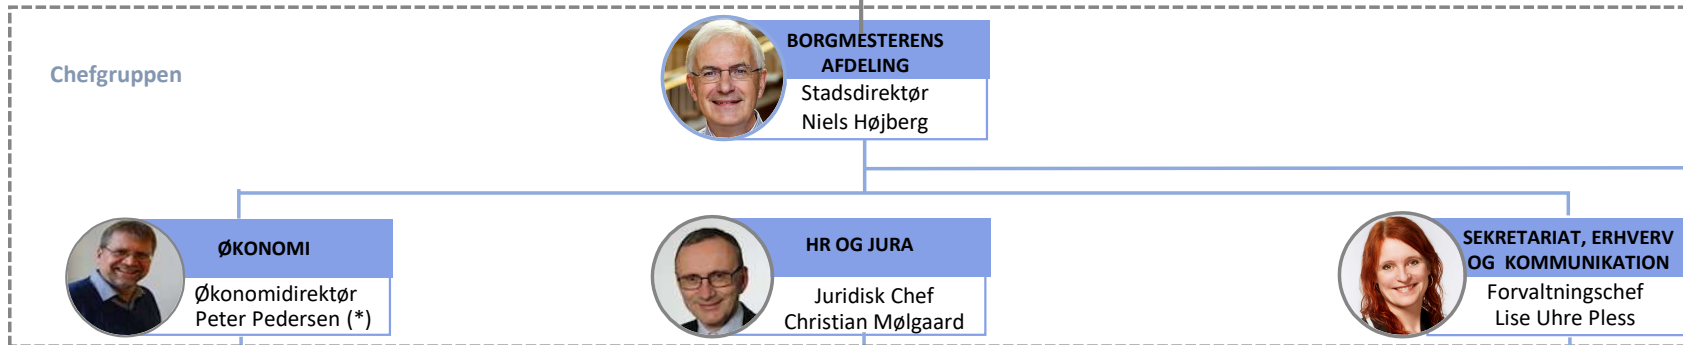 Chefgruppen
BORGMESTERENS
AFDELING
Stadsdirektør
Niels Højberg
ØKONOMI
Økonomidirektør
Peter Pedersen (*)
HR OG JURA
Juridisk Chef
Christian Mølgaard
SEKRETARIAT, ERHVERV
OG KOMMUNIKATION
Forvaltningschef
Lise Uhre Pless